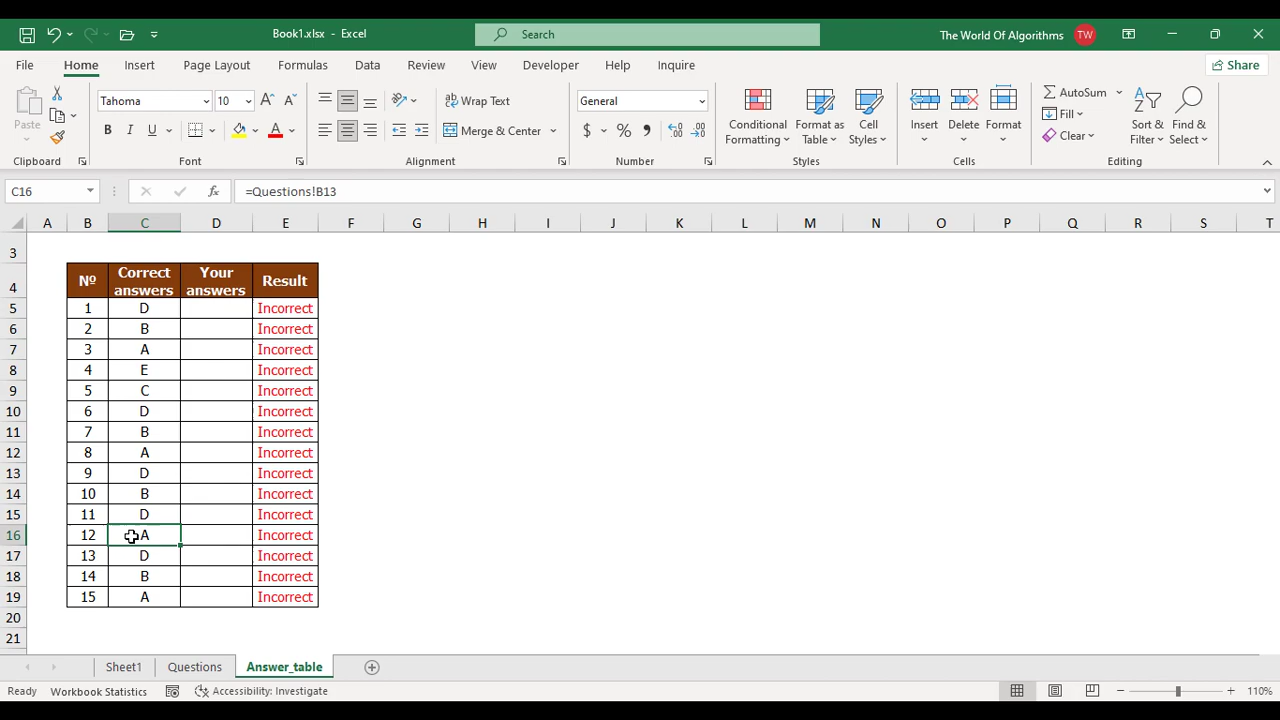 Book1.xlsx - Excel
Search
The World Of Algorithms
TW
File Home Insert Page Layout Formulas Data Review View Developer Help Inquire Share
Tahoma 10 Wrap Text General AutoSum
Fill
Paste B I U A Merge & Center $ % Conditional Formatting Format as Table Cell Styles Insert Delete Format Clear Sort & Filter Find & Select
Clipboard Font Alignment Number Styles Cells Editing
C16 fx =Questions!B13
A B C D E F G H I J K L M N O P Q R S T
3
4 Nº Correct answers Your answers Result
5 1 D Incorrect
6 2 B Incorrect
7 3 A Incorrect
8 4 E Incorrect
9 5 C Incorrect
10 6 D Incorrect
11 7 B Incorrect
12 8 A Incorrect
13 9 D Incorrect
14 10 B Incorrect
15 11 D Incorrect
16 12 A Incorrect
17 13 D Incorrect
18 14 B Incorrect
19 15 A Incorrect
20
21
Sheet1 Questions Answer_table
Ready Workbook Statistics Accessibility: Investigate 110%